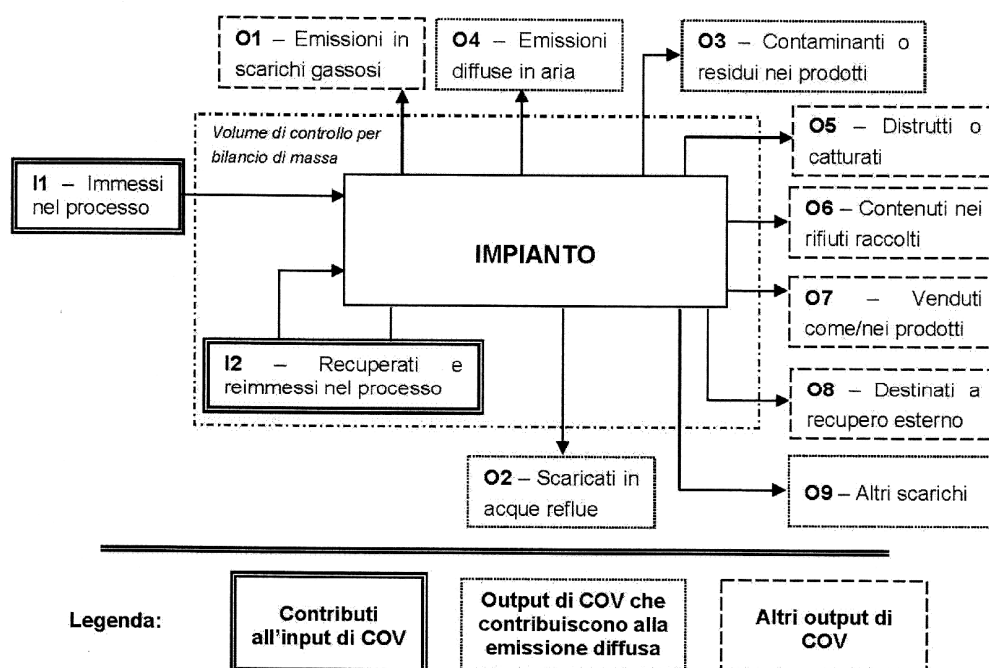 O1 – Emissioni in
scarichi gassosi
O4 – Emissioni
diffuse in aria
O3 – Contaminanti o
residui nei prodotti
Volume di controllo per
bilancio di massa
O5 – Distrutti o
catturati
I1 – Immessi
nel processo
O6 – Contenuti nei
rifiuti raccolti
IMPIANTO
O7 – Venduti
come/nei prodotti
I2 – Recuperati e
reimmessi nel processo
O8 – Destinati a
recupero esterno
O2 – Scaricati in
acque reflue
O9 – Altri scarichi
Legenda:
Contributi
all'input di COV
Output di COV che
contribuiscono alla
emissione diffusa
Altri output di
COV